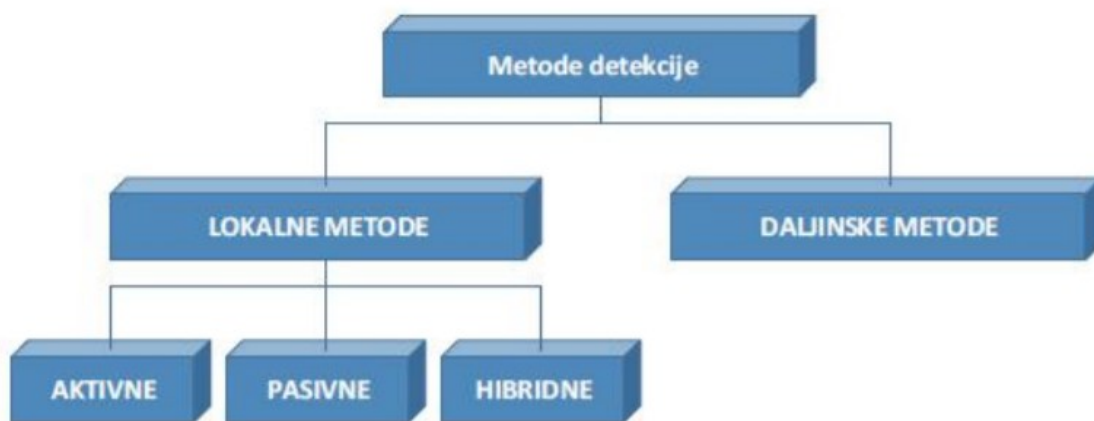 Metode detekcije
LOKALNE METODE
DALJINSKE METODE
AKTIVNE
PASIVNE
HIBRIDNE